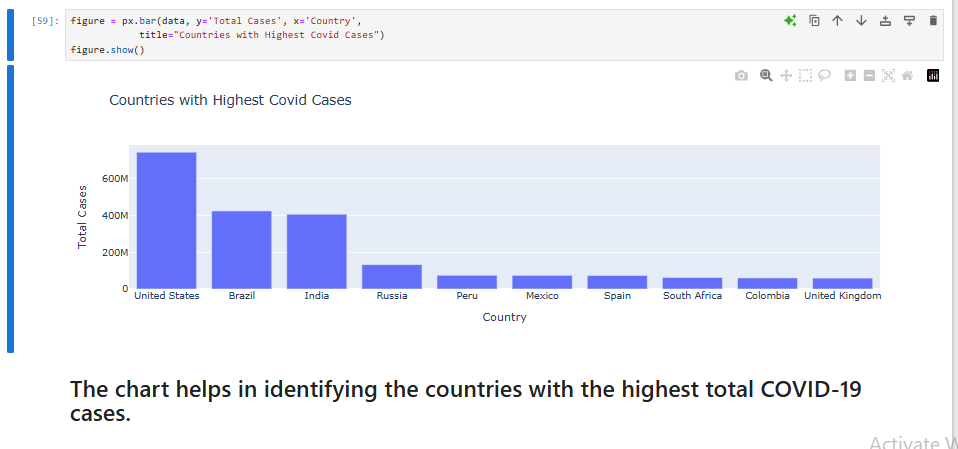 [59]: figure = px.bar(data, y='Total Cases', x='Country',
title="Countries with Highest Covid Cases")
figure.show()
Countries with Highest Covid Cases
600M
400M
200M
0
Total Cases
United States Brazil India Russia Peru Mexico Spain South Africa Colombia United Kingdom
Country
The chart helps in identifying the countries with the highest total COVID-19
cases.
Activate